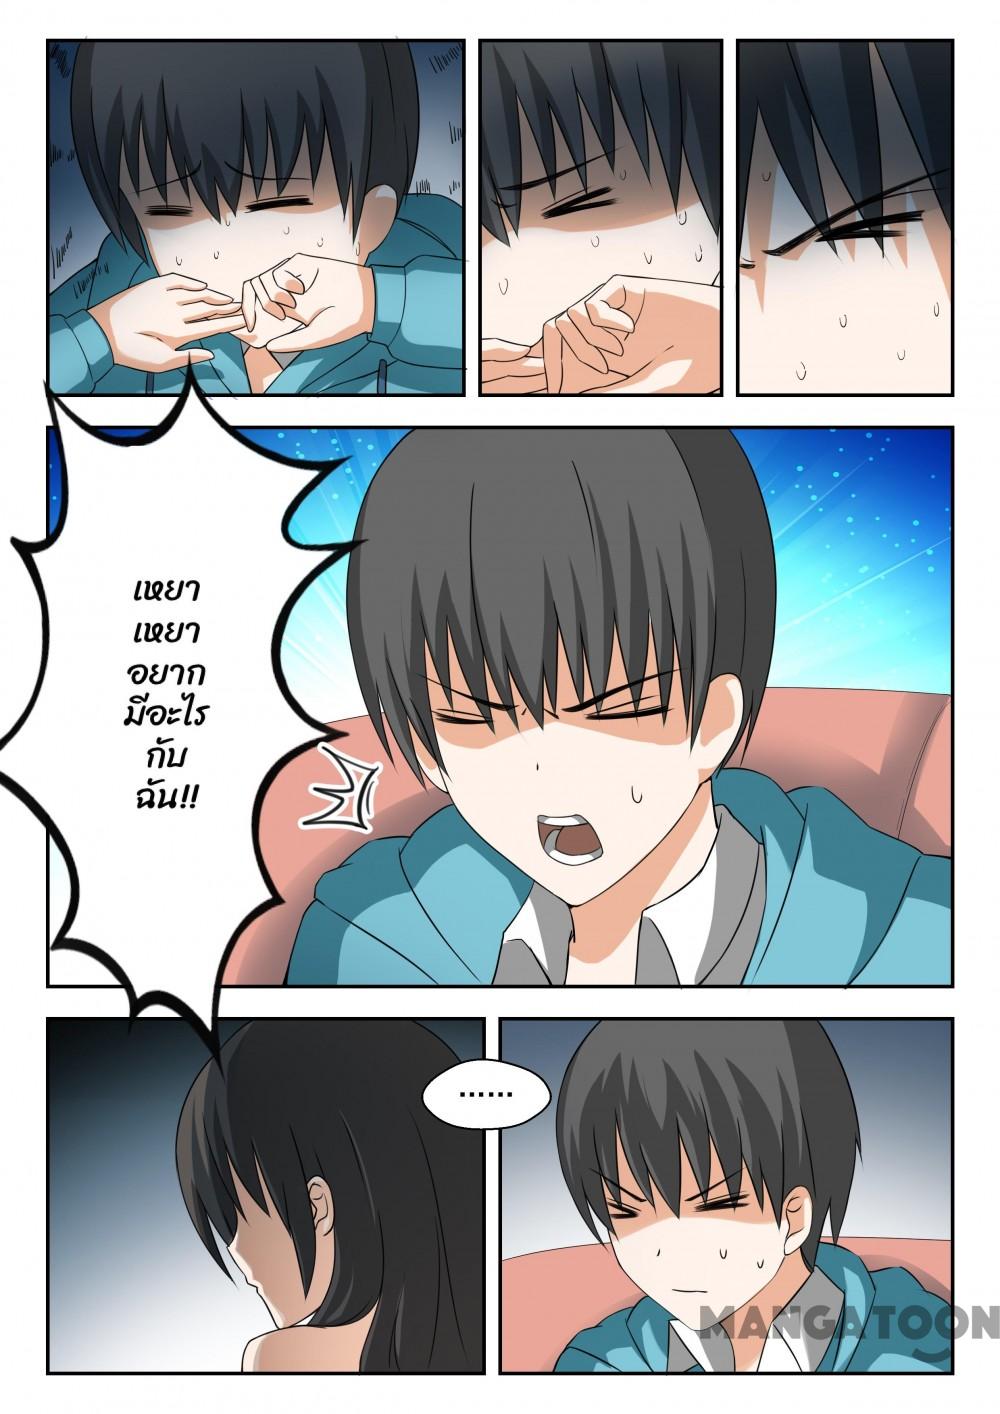 เหยา
เหยา
อยาก
มีอะไร
กับ
ฉัน!!
......
MANGATOON